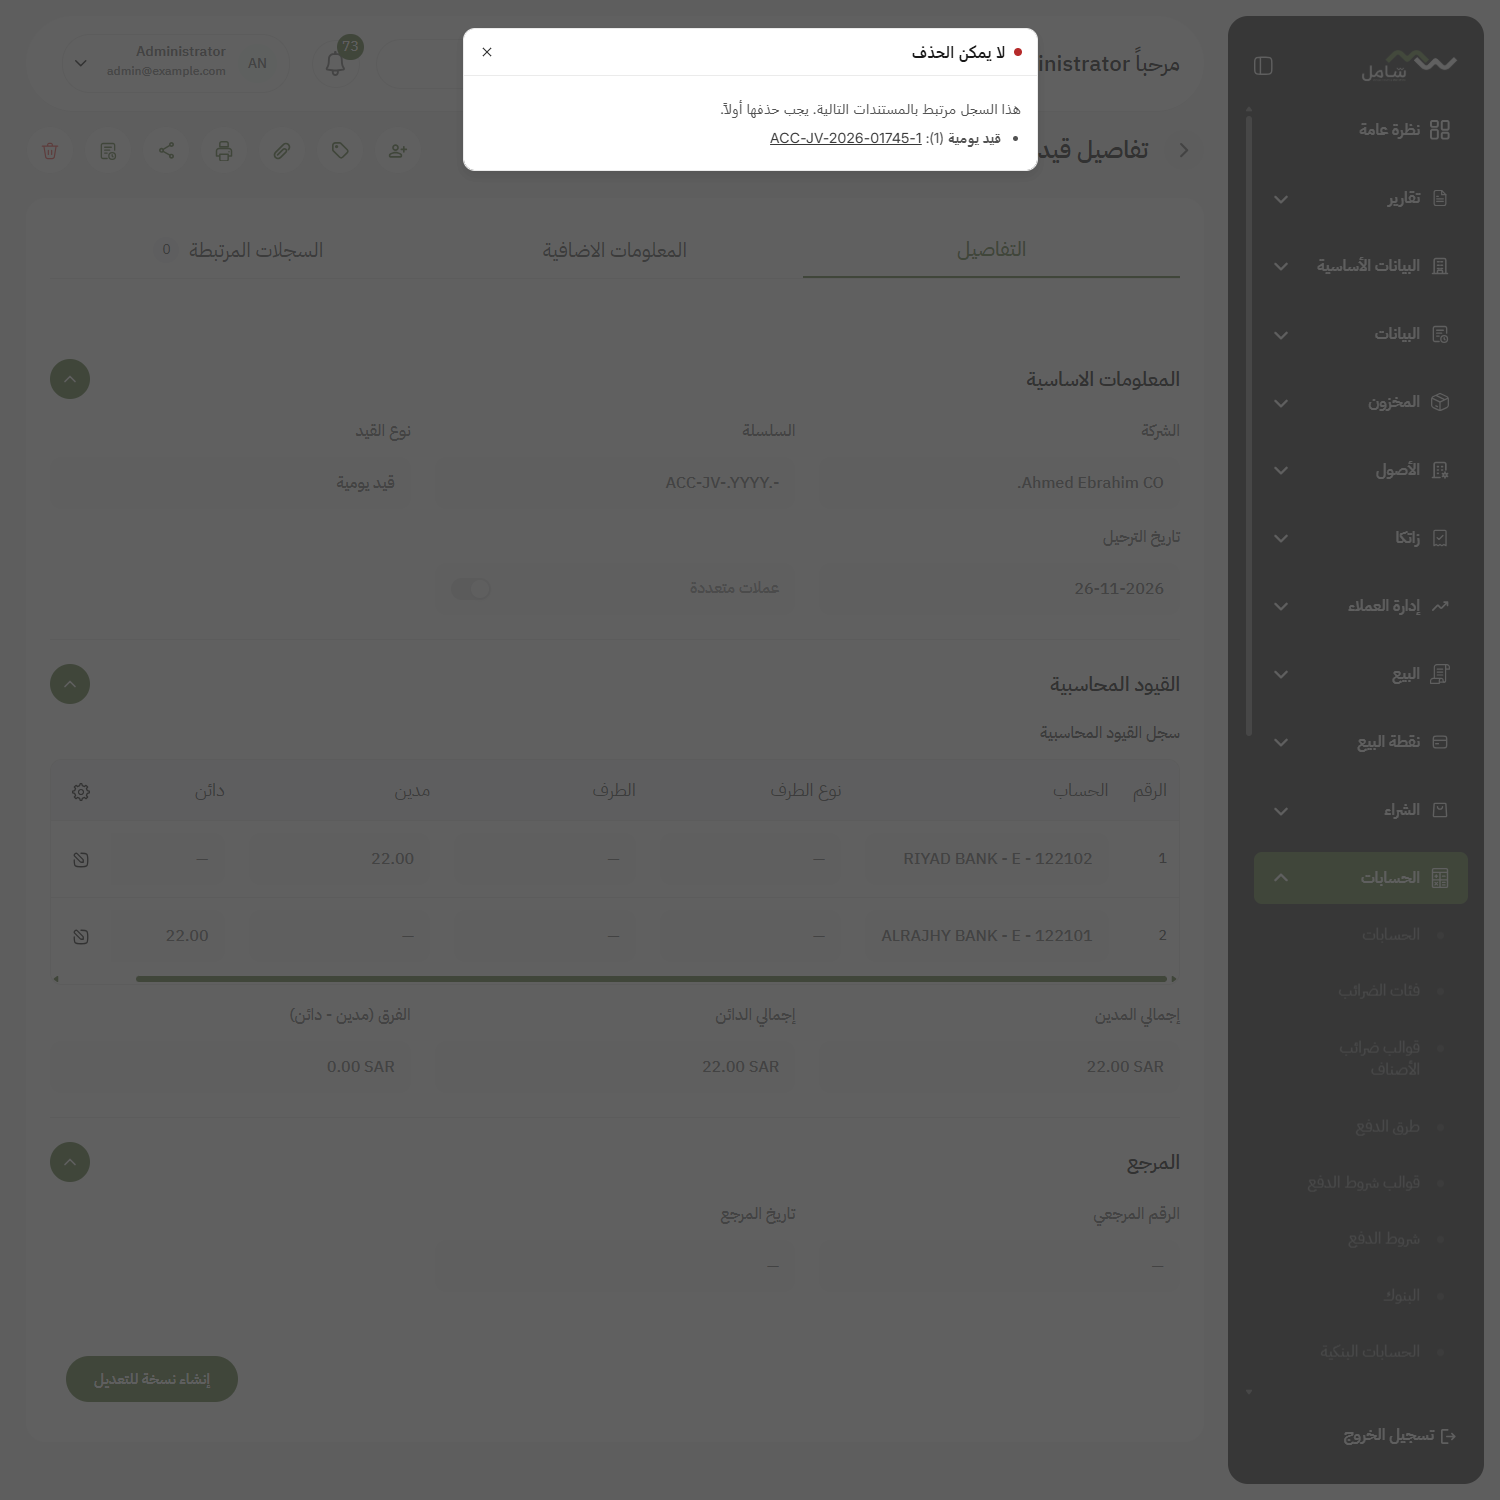 لا يمكن الحذف
هذا السجل مرتبط بالمستندات التالية. يجب حذفها أولاً.
قيد يومية (1): ACC-JV-2026-01745-1
شامل
نظرة عامة
تقارير
البيانات الأساسية
البيانات
المخزون
الأصول
زاتكا
إدارة العملاء
البيع
نقطة البيع
الشراء
الحسابات
الحسابات
فئات الضرائب
قوالب ضرائب
الأصناف
طرق الدفع
قوالب شروط الدفع
شروط الدفع
البنوك
الحسابات البنكية
تسجيل الخروج
مرحباً inistrator
73
Administrator
admin@example.com
AN
تفاصيل قيد
التفاصيل
المعلومات الاضافية
السجلات المرتبطة 0
المعلومات الاساسية
الشركة
السلسلة
نوع القيد
Ahmed Ebrahim CO.
ACC-JV-.YYYY.-
قيد يومية
تاريخ الترحيل
26-11-2026
عملات متعددة
القيود المحاسبية
سجل القيود المحاسبية
الرقم
الحساب
نوع الطرف
الطرف
مدين
دائن
1
RIYAD BANK - E - 122102
—
—
22.00
—
2
ALRAJHY BANK - E - 122101
—
—
—
22.00
إجمالي المدين
إجمالي الدائن
الفرق (مدين - دائن)
22.00 SAR
22.00 SAR
0.00 SAR
المرجع
الرقم المرجعي
تاريخ المرجع
—
—
إنشاء نسخة للتعديل